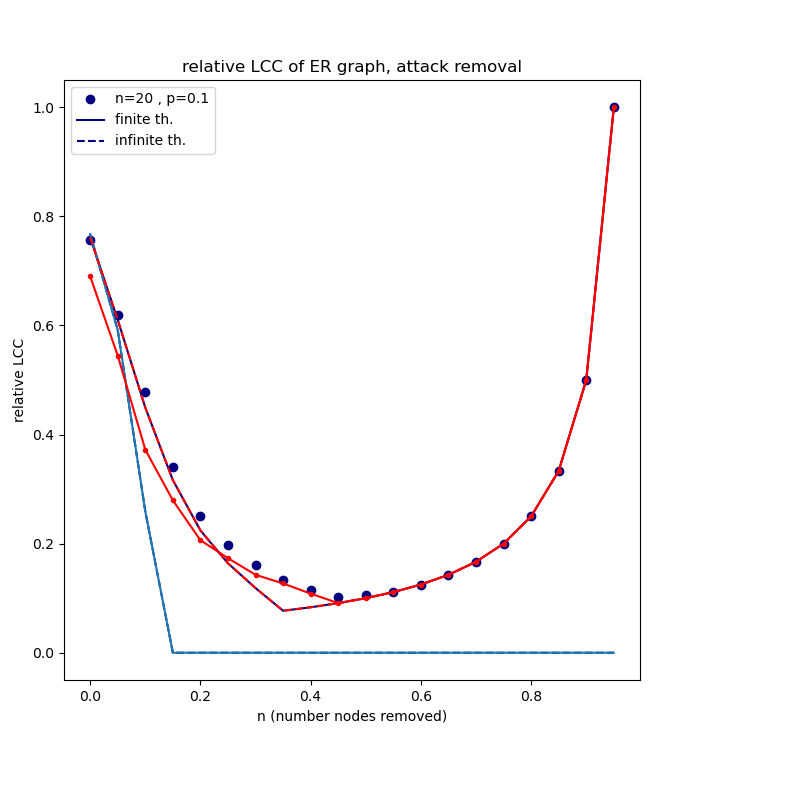 relative LCC of ER graph, attack removal
n=20 , p=0.1
finite th.
infinite th.
1.0
0.8
0.6
0.4
0.2
0.0
relative LCC
0.0 0.2 0.4 0.6 0.8
n (number nodes removed)